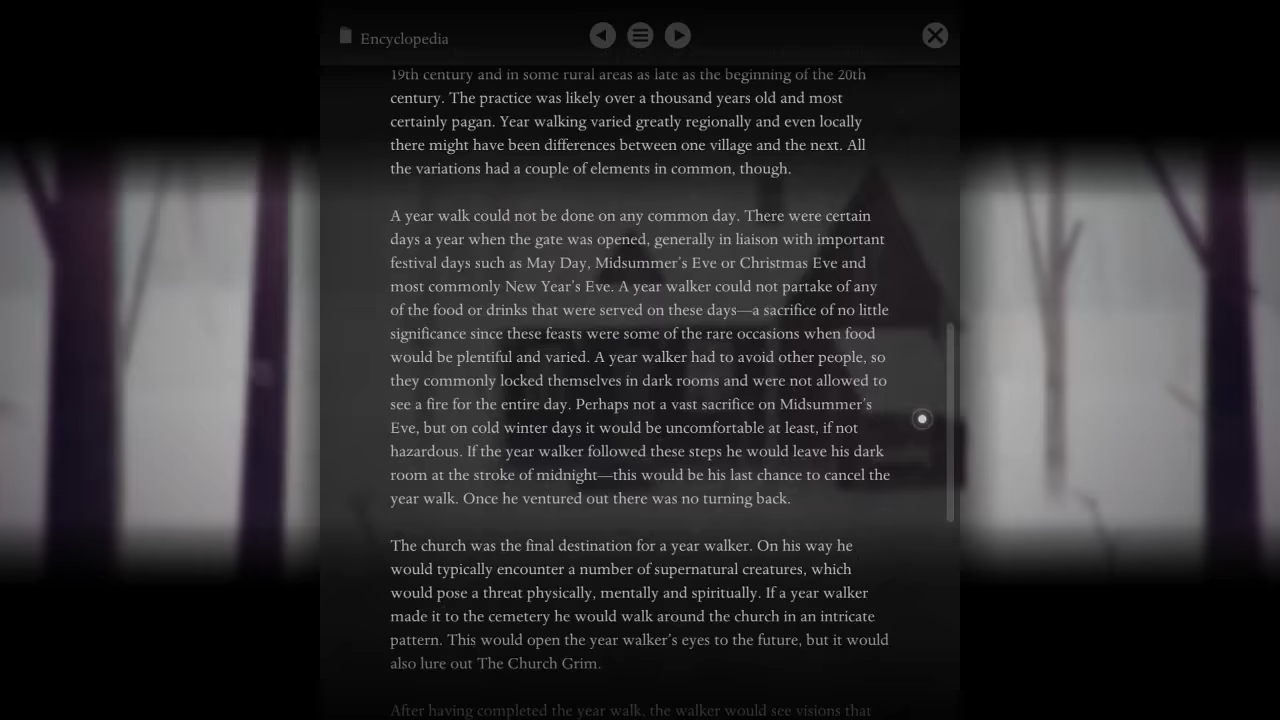 Encyclopedia
19th century and in some rural areas as late as the beginning of the 20th
century. The practice was likely over a thousand years old and most
certainly pagan. Year walking varied greatly regionally and even locally
there might have been differences between one village and the next. All
the variations had a couple of elements in common, though.
A year walk could not be done on any common day. There were certain
days a year when the gate was opened, generally in liaison with important
festival days such as May Day, Midsummer's Eve or Christmas Eve and
most commonly New Year's Eve. A year walker could not partake of any
of the food or drinks that were served on these days—a sacrifice of no little
significance since these feasts were some of the rare occasions when food
would be plentiful and varied. A year walker had to avoid other people, so
they commonly locked themselves in dark rooms and were not allowed to
see a fire for the entire day. Perhaps not a vast sacrifice on Midsummer's
Eve, but on cold winter days it would be uncomfortable at least, if not
hazardous. If the year walker followed these steps he would leave his dark
room at the stroke of midnight—this would be his last chance to cancel the
year walk. Once he ventured out there was no turning back.
The church was the final destination for a year walker. On his way he
would typically encounter a number of supernatural creatures, which
would pose a threat physically, mentally and spiritually. If a year walker
made it to the cemetery he would walk around the church in an intricate
pattern. This would open the year walker's eyes to the future, but it would
also lure out The Church Grim.
After having completed the year walk, the walker would see visions that